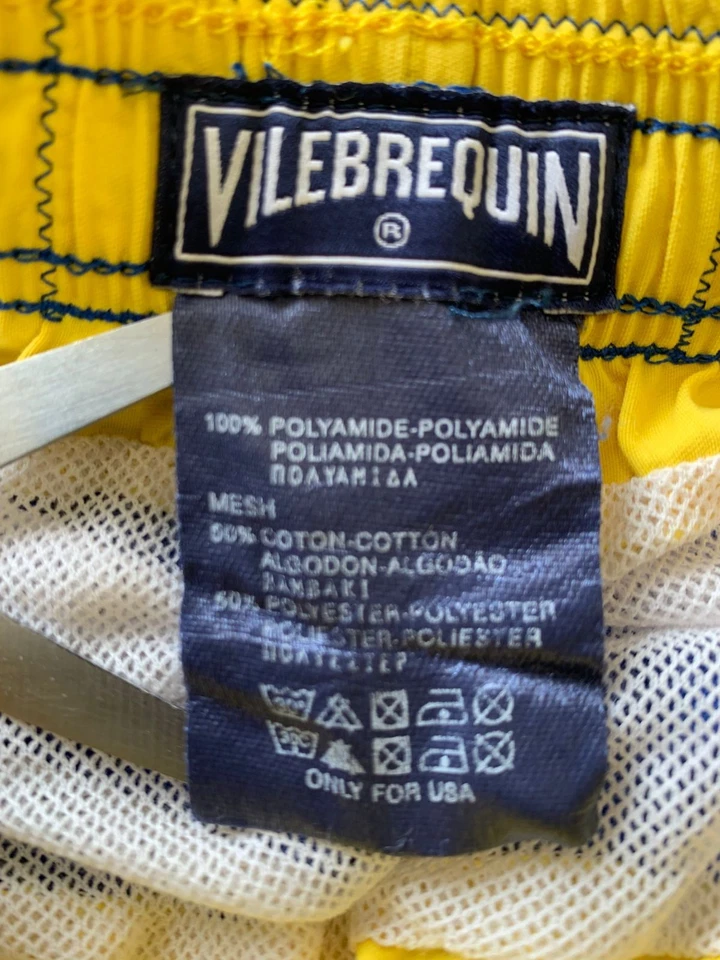 VILEBREQUIN
®
100% POLYAMIDE-POLYAMIDE
POLIAMIDA-POLIAMIDA
ΠΟΛΥΑΜΙΔΑ
MESH
50% COTON-COTTON
ALGODON-ALGODÃO
BAMBAKI
50% POLYESTER-POLYESTER
POLIESTER-POLIESTER
ΠΟΛΥΕΣΤΕΡ
ONLY FOR USA